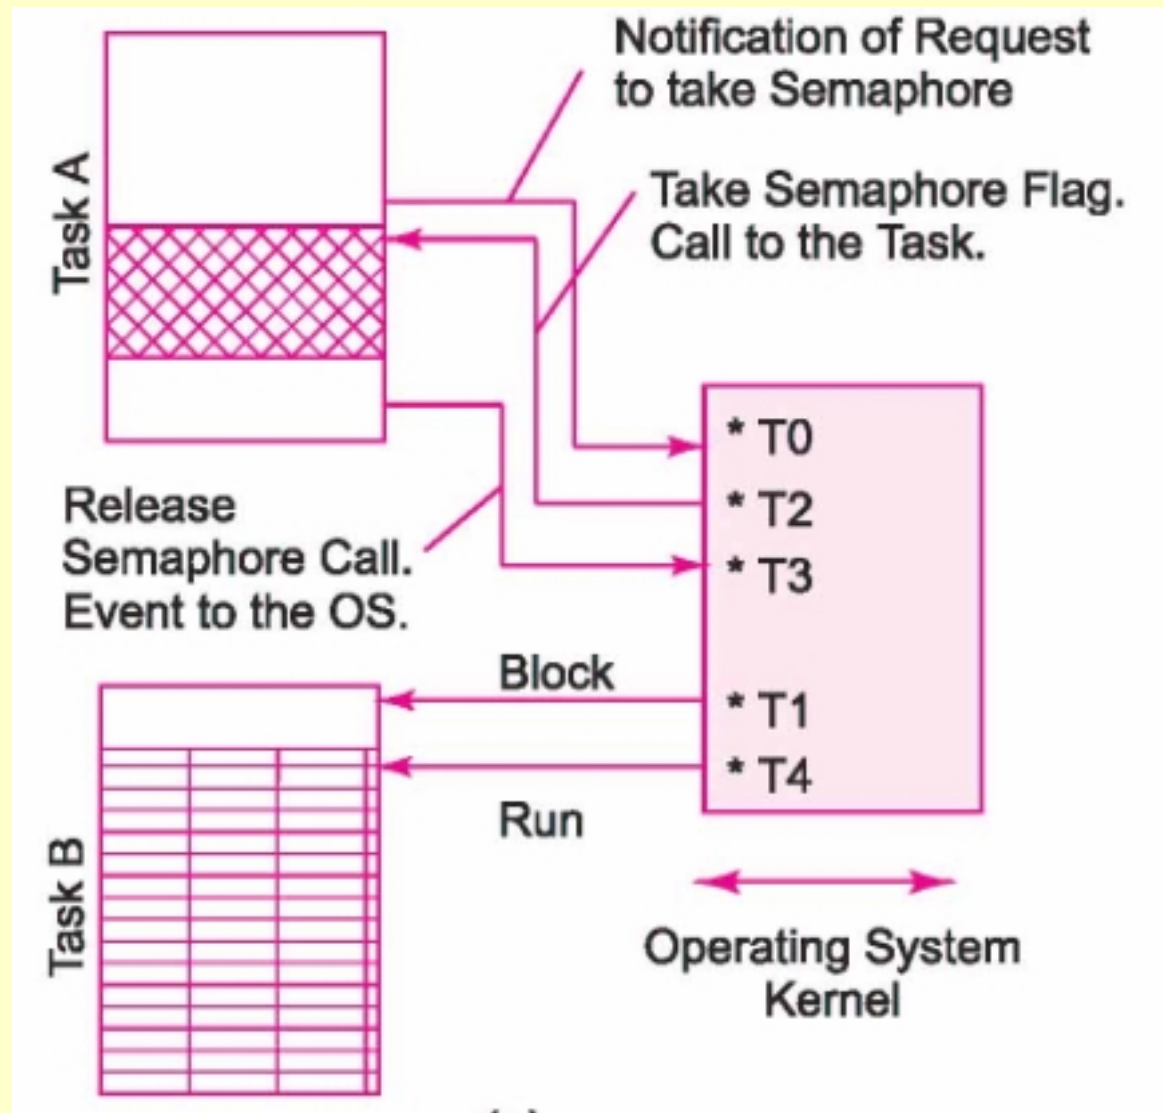 Notification of Request
to take Semaphore
Task A
Take Semaphore Flag.
Call to the Task.
* T0
* T2
* T3
Release
Semaphore Call.
Event to the OS.
Block
* T1
* T4
Run
Task B
Operating System
Kernel